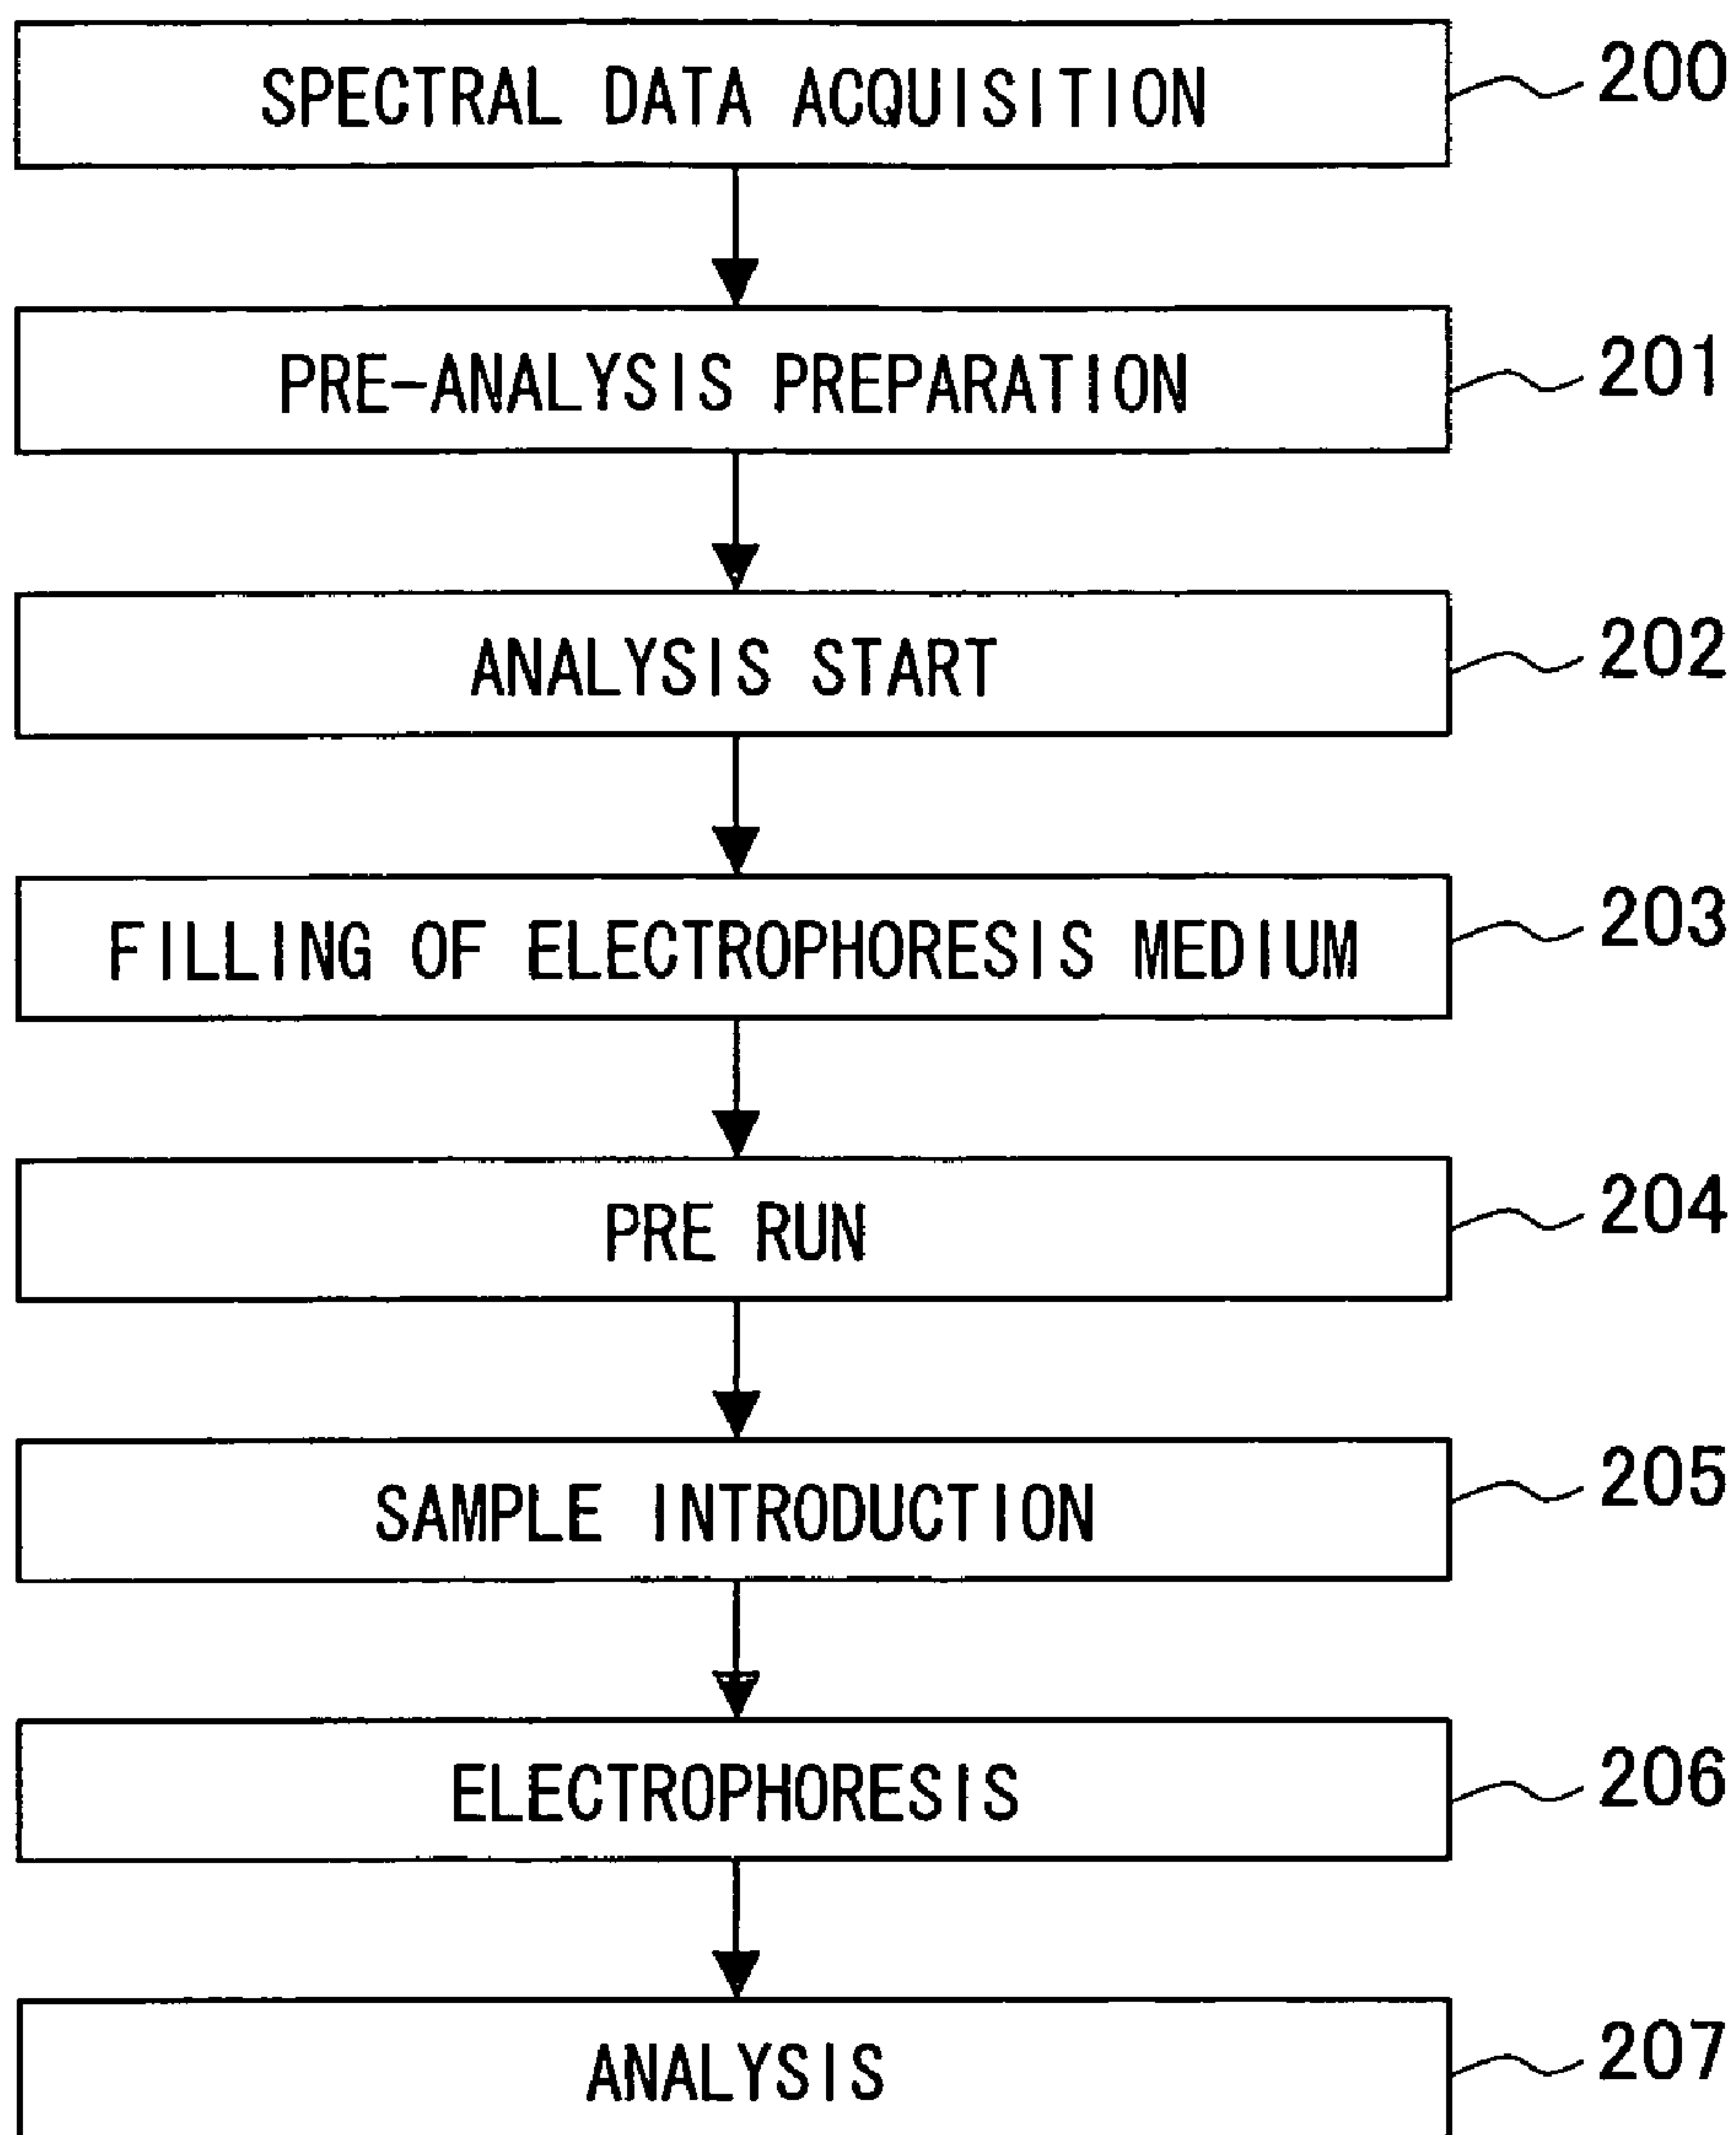 SPECTRAL DATA ACQUISITION 200
PRE-ANALYSIS PREPARATION 201
ANALYSIS START 202
FILLING OF ELECTROPHORESIS MEDIUM 203
PRE RUN 204
SAMPLE INTRODUCTION 205
ELECTROPHORESIS 206
ANALYSIS 207